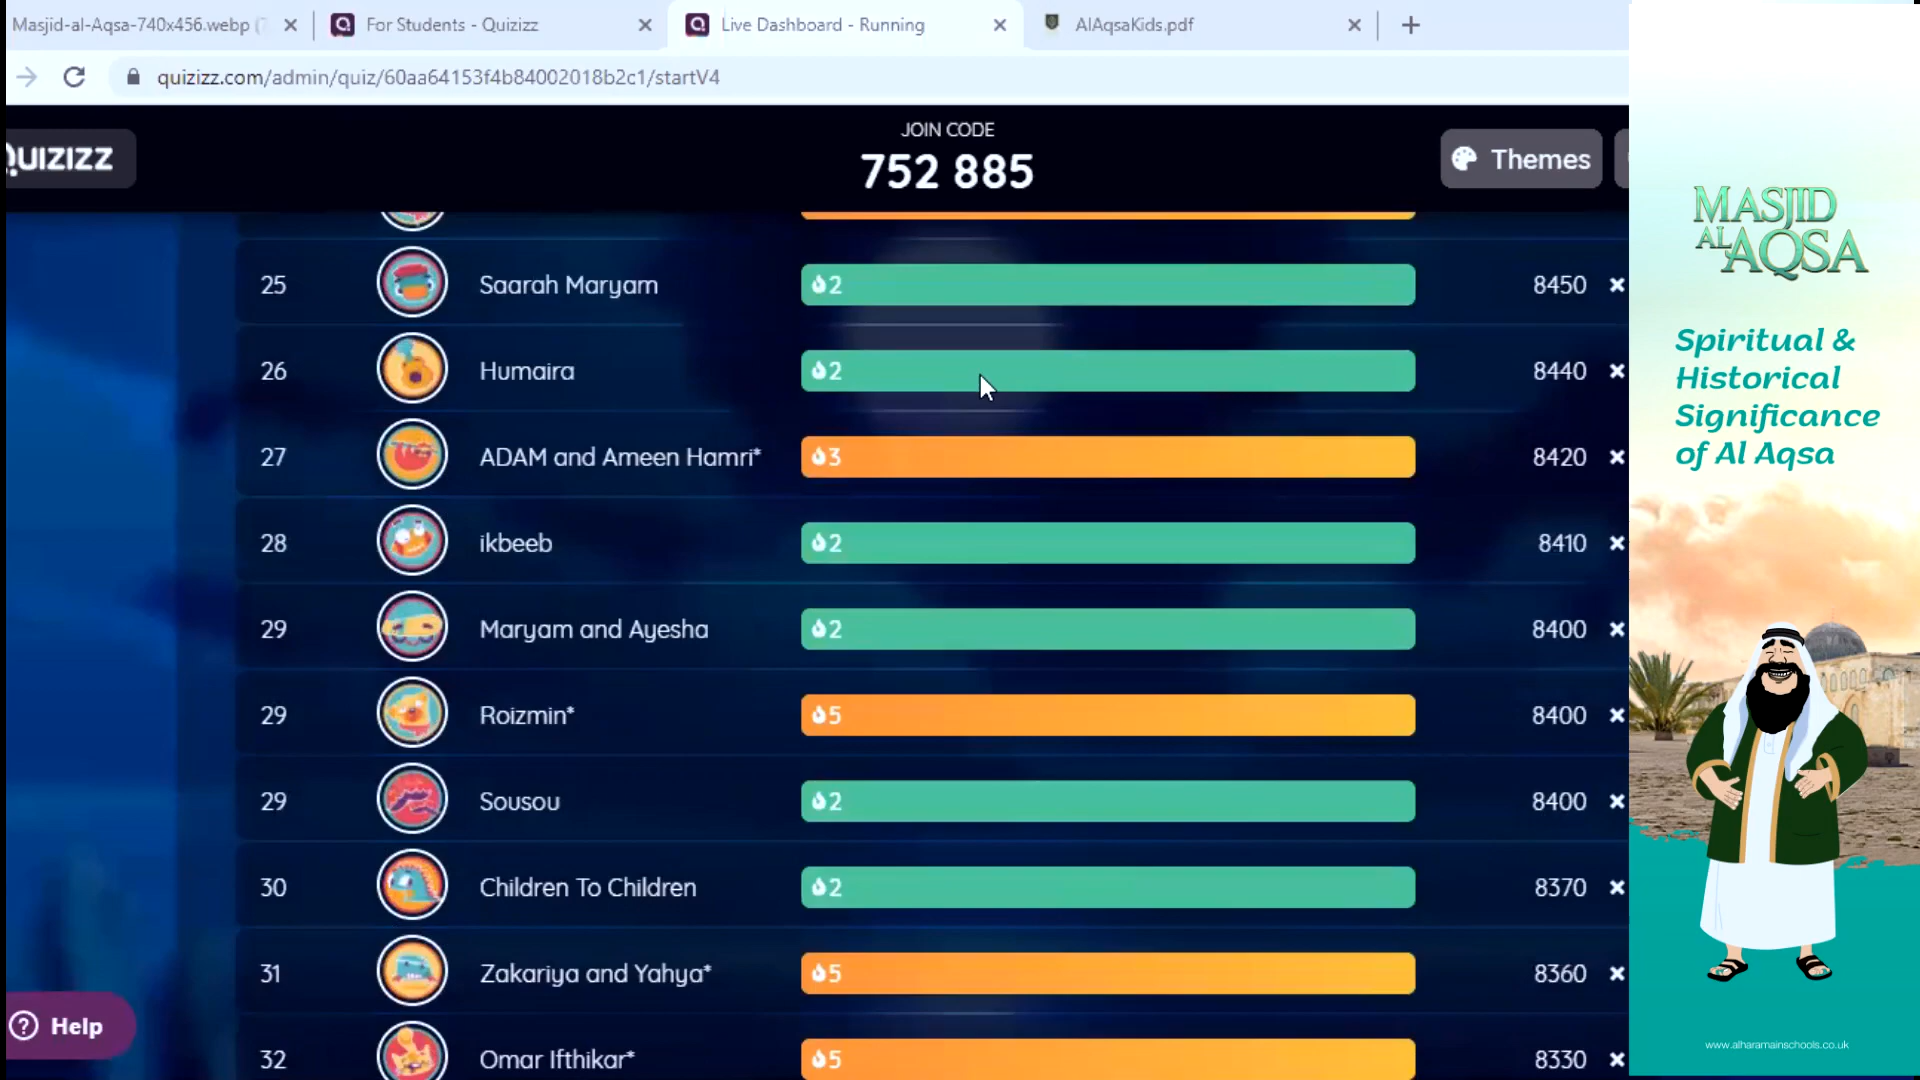 Masjid-al-Aqsa-740x456.webp (
For Students - Quizizz
Live Dashboard - Running
AlAqsaKids.pdf
quizizz.com/admin/quiz/60aa64153f4b84002018b2c1/startV4
QUIZIZZ
JOIN CODE
752 885
Themes
25 Saarah Maryam 2 8450
26 Humaira 2 8440
27 ADAM and Ameen Hamri* 3 8420
28 ikbeeb 2 8410
29 Maryam and Ayesha 2 8400
29 Roizmin* 5 8400
29 Sousou 2 8400
30 Children To Children 2 8370
31 Zakariya and Yahya* 5 8360
32 Omar Ifthikar* 5 8330
Help
MASJID
AL AQSA
Spiritual &
Historical
Significance
of Al Aqsa
www.alharamainschools.co.uk